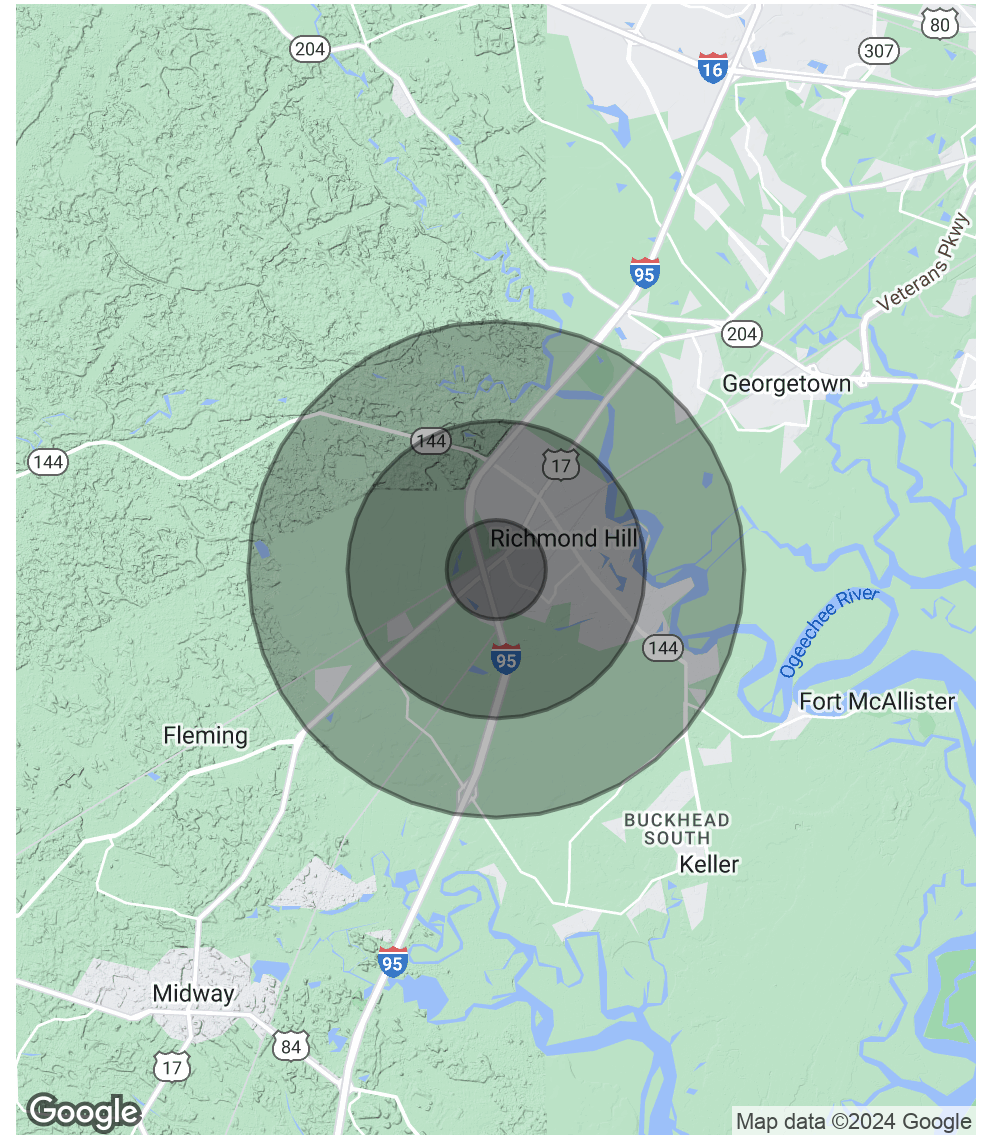 80
204
307
16
Veterans Pkwy
95
204
Georgetown
144
144
17
Richmond Hill
144
95
Ogeechee River
Fort McAllister
Fleming
BUCKHEAD
SOUTH
Keller
95
Midway
84
17
Google
Map data ©2024 Google